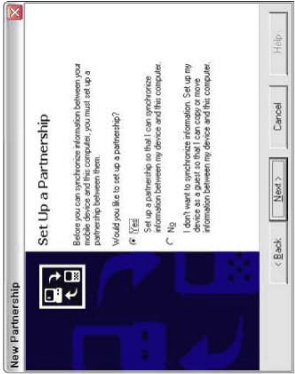 New Partnership
Set Up a Partnership
Before you can synchronize information between your
mobile device and this computer, you must set up a
partnership between them.
Would you like to set up a partnership?
Yes
Set up a partnership so that I can synchronize
information between my device and this computer.
No
I don't want to synchronize information. Set up my
device as a guest so that I can copy or move
information between my device and this computer.
< Back
Next >
Cancel
Help